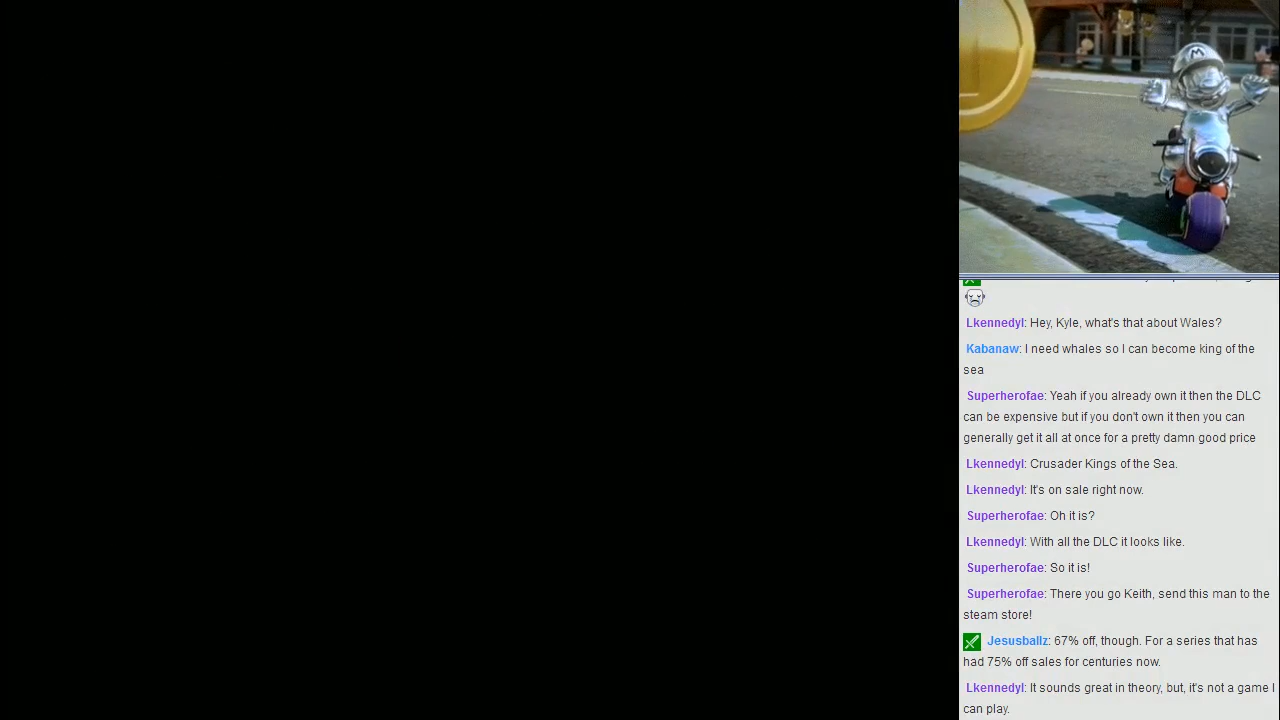 M
Lkennedyl: Hey, Kyle, what's that about Wales?
Kabanaw: I need whales so I can become king of the
sea
Superherofae: Yeah if you already own it then the DLC
can be expensive but if you don't own it then you can
generally get it all at once for a pretty damn good price
Lkennedyl: Crusader Kings of the Sea.
Lkennedyl: It's on sale right now.
Superherofae: Oh it is?
Lkennedyl: With all the DLC it looks like.
Superherofae: So it is!
Superherofae: There you go Keith, send this man to the
steam store!
Jesusballz: 67% off, though. For a series that has
had 75% off sales for centuries now.
Lkennedyl: It sounds great in theory, but, it's not a game I
can play.